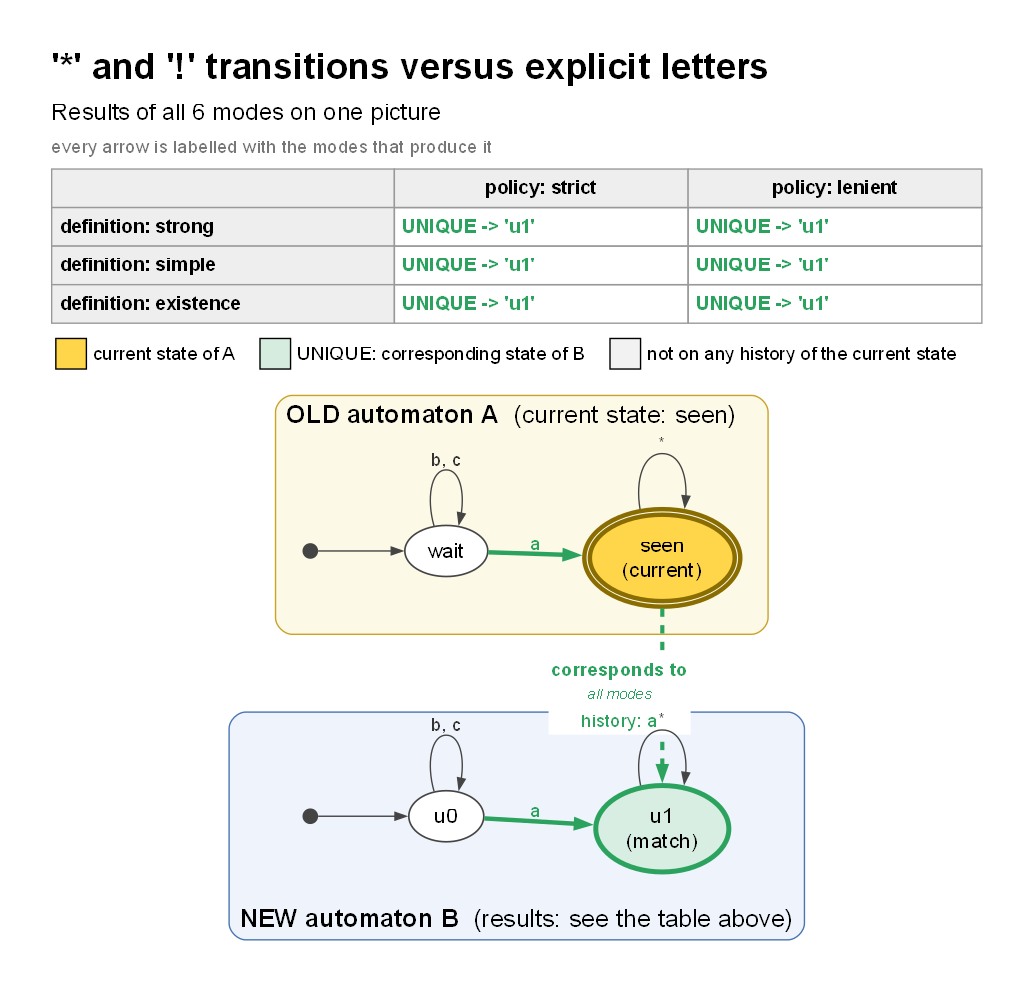 '*' and '!' transitions versus explicit letters
Results of all 6 modes on one picture
every arrow is labelled with the modes that produce it
policy: strict policy: lenient
definition: strong UNIQUE -> 'u1' UNIQUE -> 'u1'
definition: simple UNIQUE -> 'u1' UNIQUE -> 'u1'
definition: existence UNIQUE -> 'u1' UNIQUE -> 'u1'
current state of A UNIQUE: corresponding state of B not on any history of the current state
OLD automaton A (current state: seen)
*
b, c
a
wait
seen
(current)
corresponds to
all modes
history: a
*
b, c
a
u0
u1
(match)
NEW automaton B (results: see the table above)